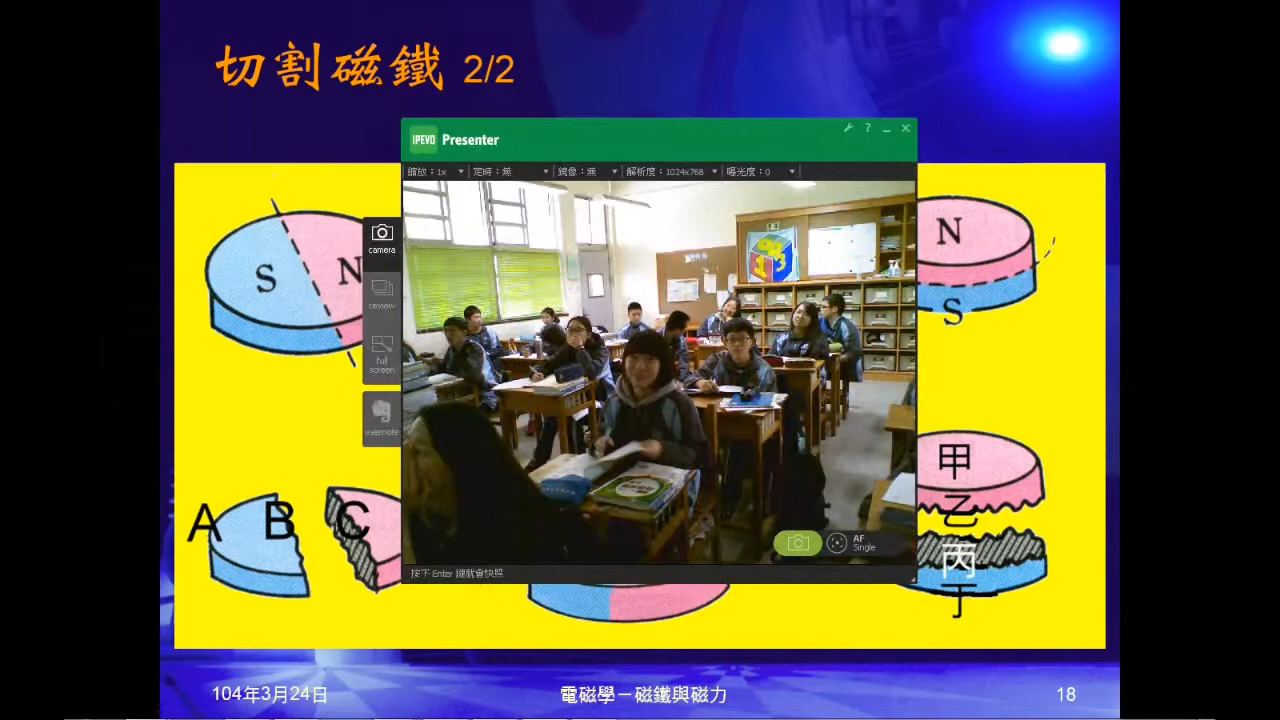 切割磁鐵 2/2
IPEVO Presenter
縮放：1x 定時：無 鏡像：無 解析度：1024x768 曝光度：0
camera
review
full
screen
evernote
S N
N
S
甲
乙
丙
丁
A B C
AF
Single
按下 Enter 鍵就會快照
104年3月24日 電磁學－磁鐵與磁力 18